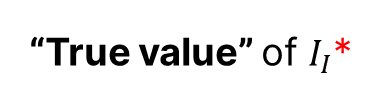 “True value” of I_I*